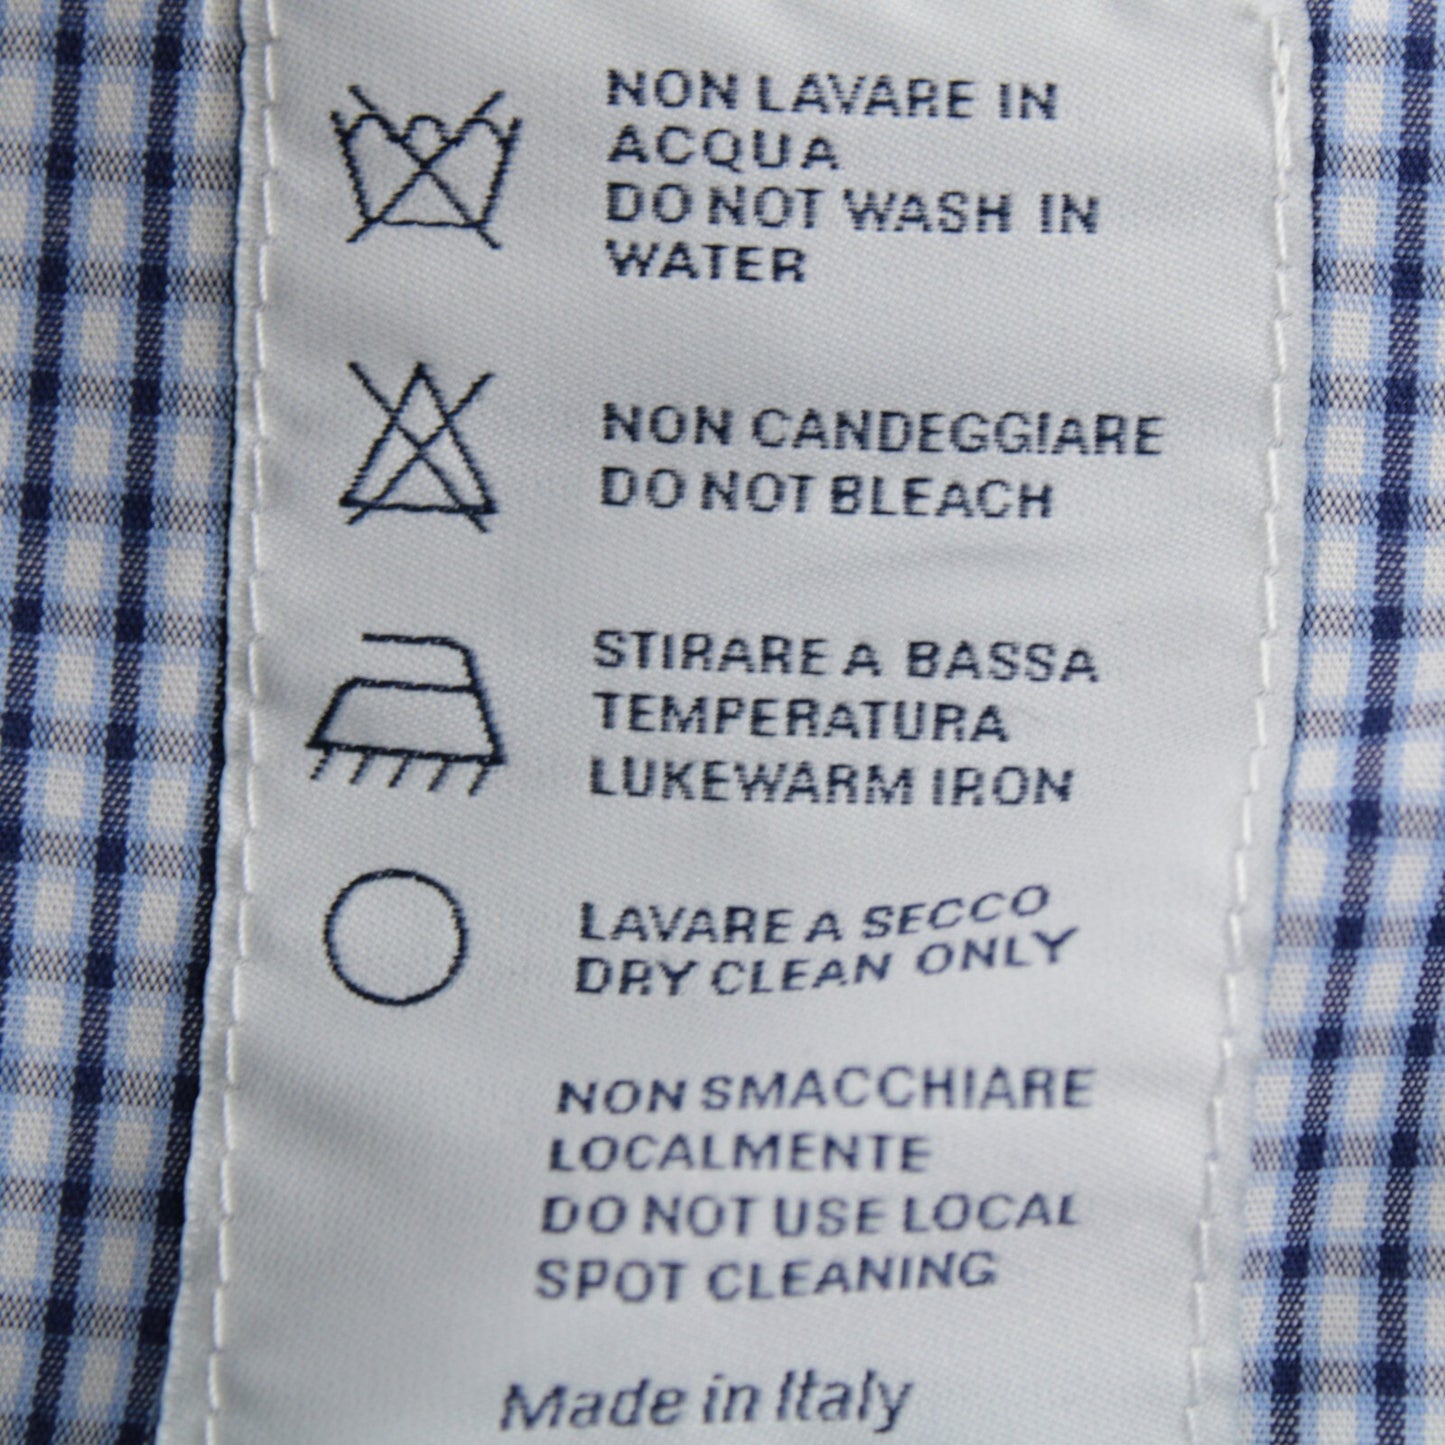 NON LAVARE IN
ACQUA
DO NOT WASH IN
WATER
NON CANDEGGIARE
DO NOT BLEACH
STIRARE A BASSA
TEMPERATURA
LUKEWARM IRON
LAVARE A SECCO
DRY CLEAN ONLY
NON SMACCHIARE
LOCALMENTE
DO NOT USE LOCAL
SPOT CLEANING
Made in Italy